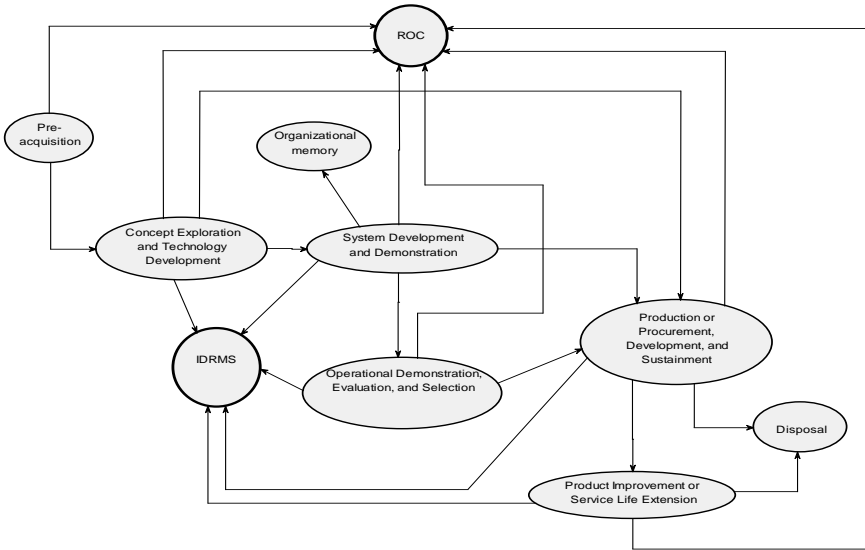 ROC
Pre-
acquisition
Organizational
memory
Concept Exploration
and Technology
Development
System Development
and Demonstration
Production or
Procurement,
Development, and
Sustainment
IDRMS
Operational Demonstration,
Evaluation, and Selection
Disposal
Product Improvement or
Service Life Extension